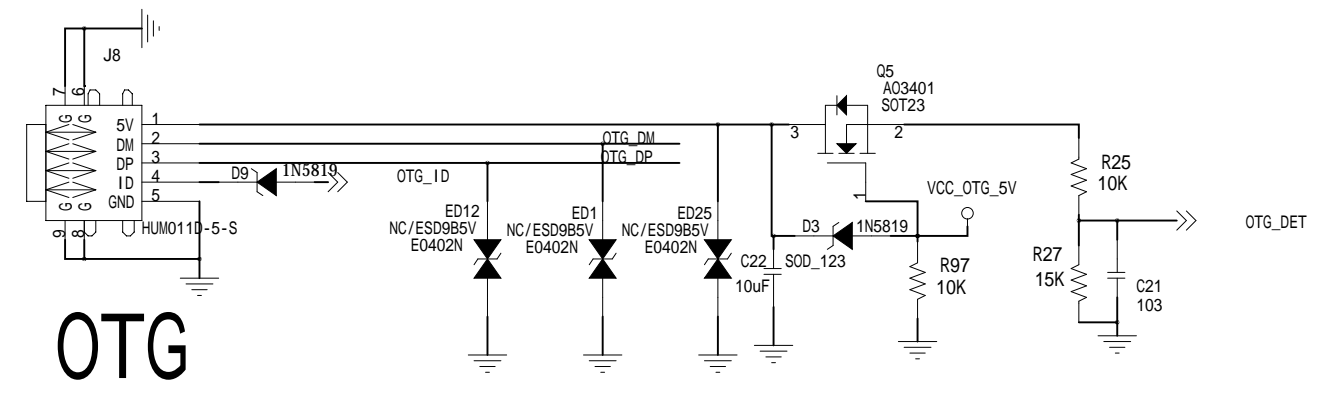 J8
7
6
G
G
5V
1
DM
2
DP
3
ID
4
GND
5
G
G
9
8
HUM011D-5-S
D9
1N5819
OTG_ID
OTG_DM
OTG_DP
ED12
NC/ESD9B5V
E0402N
ED1
NC/ESD9B5V
E0402N
ED25
NC/ESD9B5V
E0402N
Q5
AO3401
SOT23
3
2
1
VCC_OTG_5V
D3
1N5819
SOD_123
C22
10uF
R97
10K
R25
10K
OTG_DET
R27
15K
C21
103
OTG